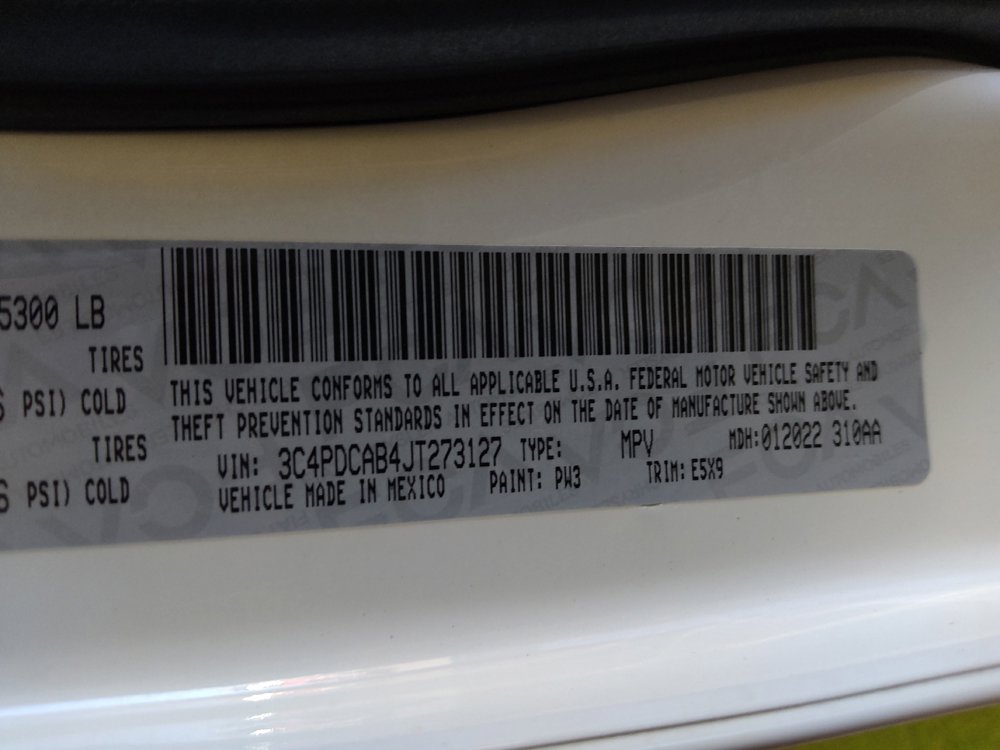 5300 LB
TIRES
PSI) COLD
TIRES
PSI) COLD
THIS VEHICLE CONFORMS TO ALL APPLICABLE U.S.A. FEDERAL MOTOR VEHICLE SAFETY AND
THEFT PREVENTION STANDARDS IN EFFECT ON THE DATE OF MANUFACTURE SHOWN ABOVE.
VIN: 3C4PDCAB4JT273127 TYPE: MPV MDH:012022 310AA
VEHICLE MADE IN MEXICO PAINT: PW3 TRIM:E5X9